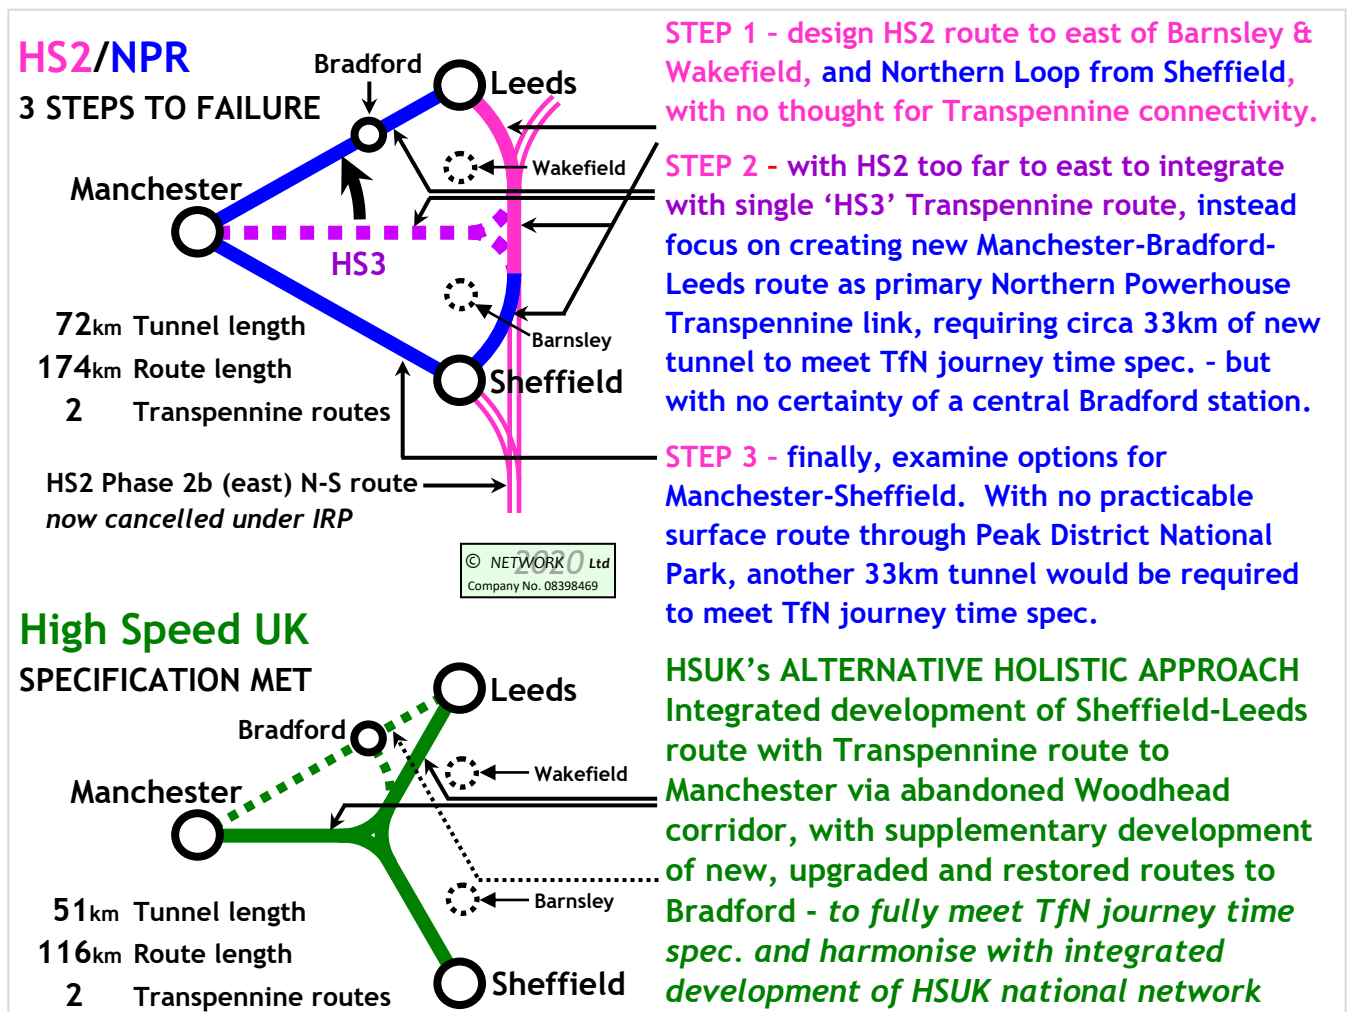 HS2/NPR
3 STEPS TO FAILURE
Bradford
Leeds
Wakefield
Manchester
HS3
Barnsley
Sheffield
72km Tunnel length
174km Route length
2 Transpennine routes
HS2 Phase 2b (east) N-S route
now cancelled under IRP
© NETWORK 2020 Ltd
Company No. 08398469
STEP 1 - design HS2 route to east of Barnsley &
Wakefield, and Northern Loop from Sheffield,
with no thought for Transpennine connectivity.
STEP 2 - with HS2 too far to east to integrate
with single ‘HS3’ Transpennine route, instead
focus on creating new Manchester-Bradford-
Leeds route as primary Northern Powerhouse
Transpennine link, requiring circa 33km of new
tunnel to meet TfN journey time spec. – but
with no certainty of a central Bradford station.
STEP 3 – finally, examine options for
Manchester-Sheffield.  With no practicable
surface route through Peak District National
Park, another 33km tunnel would be required
to meet TfN journey time spec.
High Speed UK
SPECIFICATION MET
Leeds
Bradford
Wakefield
Manchester
Barnsley
Sheffield
51km Tunnel length
116km Route length
2 Transpennine routes
HSUK’s ALTERNATIVE HOLISTIC APPROACH
Integrated development of Sheffield-Leeds
route with Transpennine route to
Manchester via abandoned Woodhead
corridor, with supplementary development
of new, upgraded and restored routes to
Bradford - to fully meet TfN journey time
spec. and harmonise with integrated
development of HSUK national network